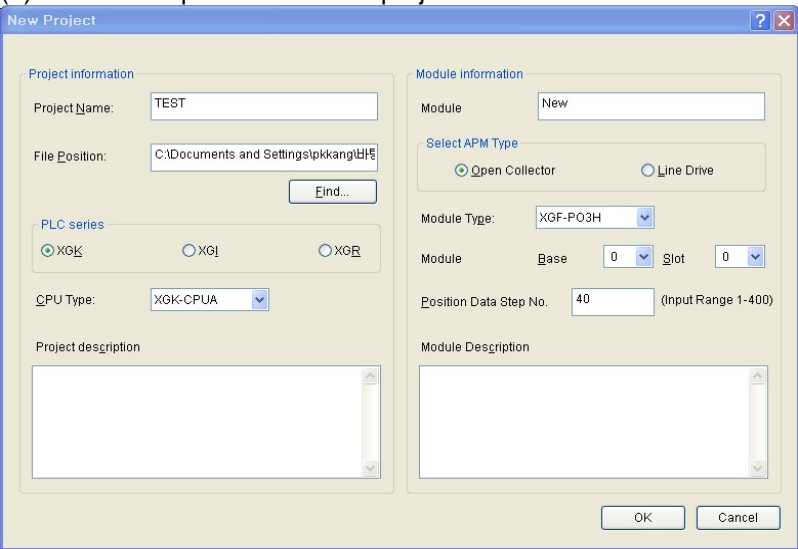 New Project
Project information
Project Name:
TEST
File Position:
C:\Documents and Settings\pkkang\바탕
Find...
PLC series
XGK
XGI
XGR
CPU Type:
XGK-CPUA
Project description
Module information
Module
New
Select APM Type
Open Collector
Line Drive
Module Type:
XGF-PO3H
Module Base 0 Slot 0
Position Data Step No. 40 (Input Range 1-400)
Module Description
OK
Cancel